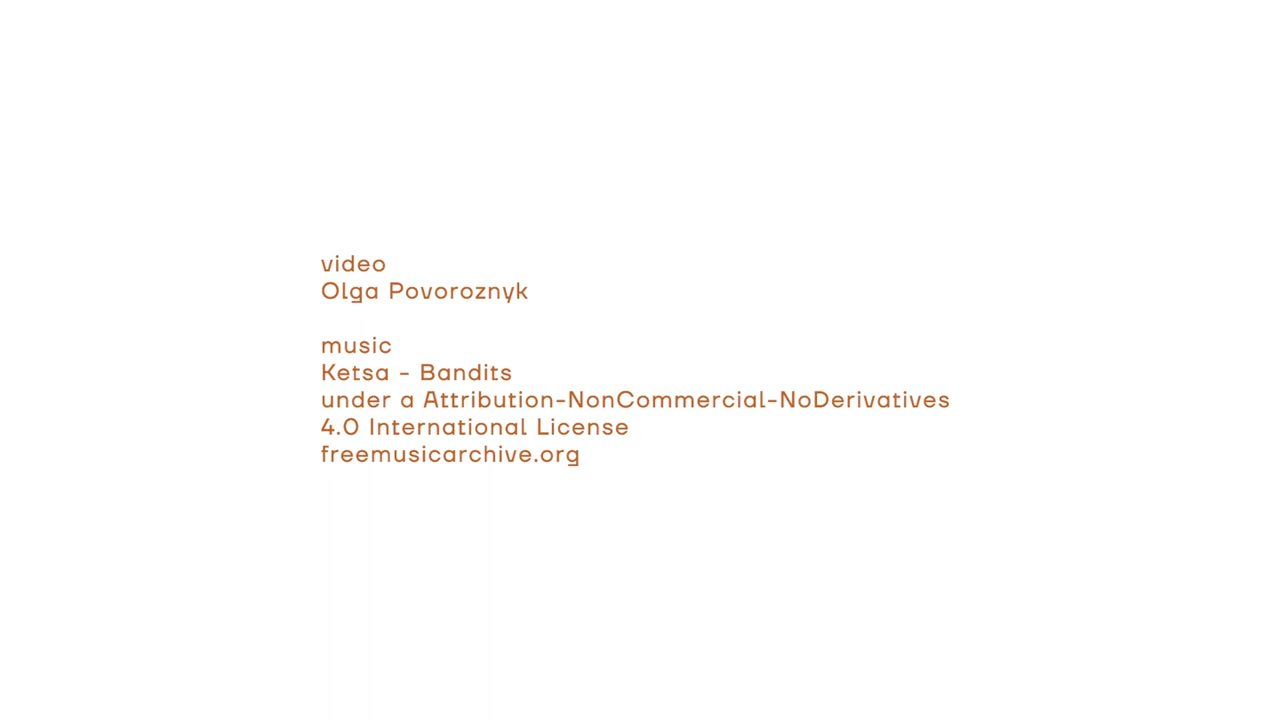 video
Olga Povoroznyk
music
Ketsa - Bandits
under a Attribution-NonCommercial-NoDerivatives
4.0 International License
freemusicarchive.org